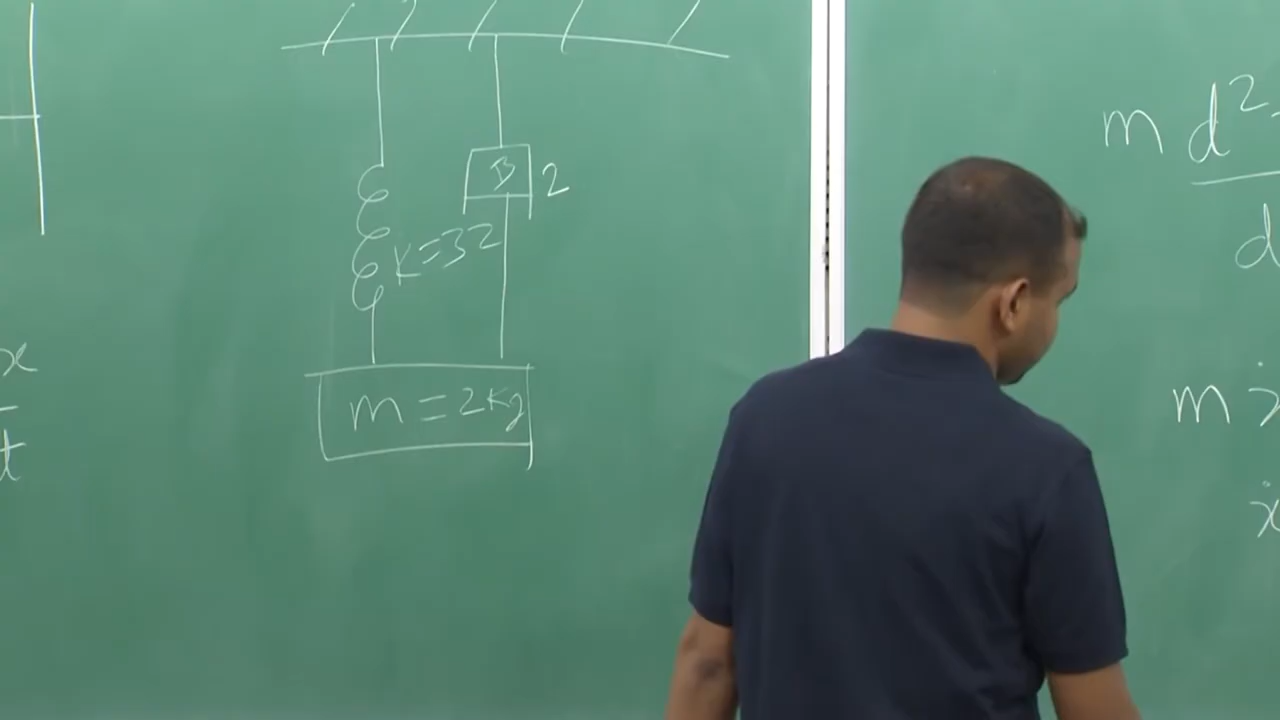 B 2
K=32
m = 2Kg
x
t
m d²
d
m ẋ
ẋ